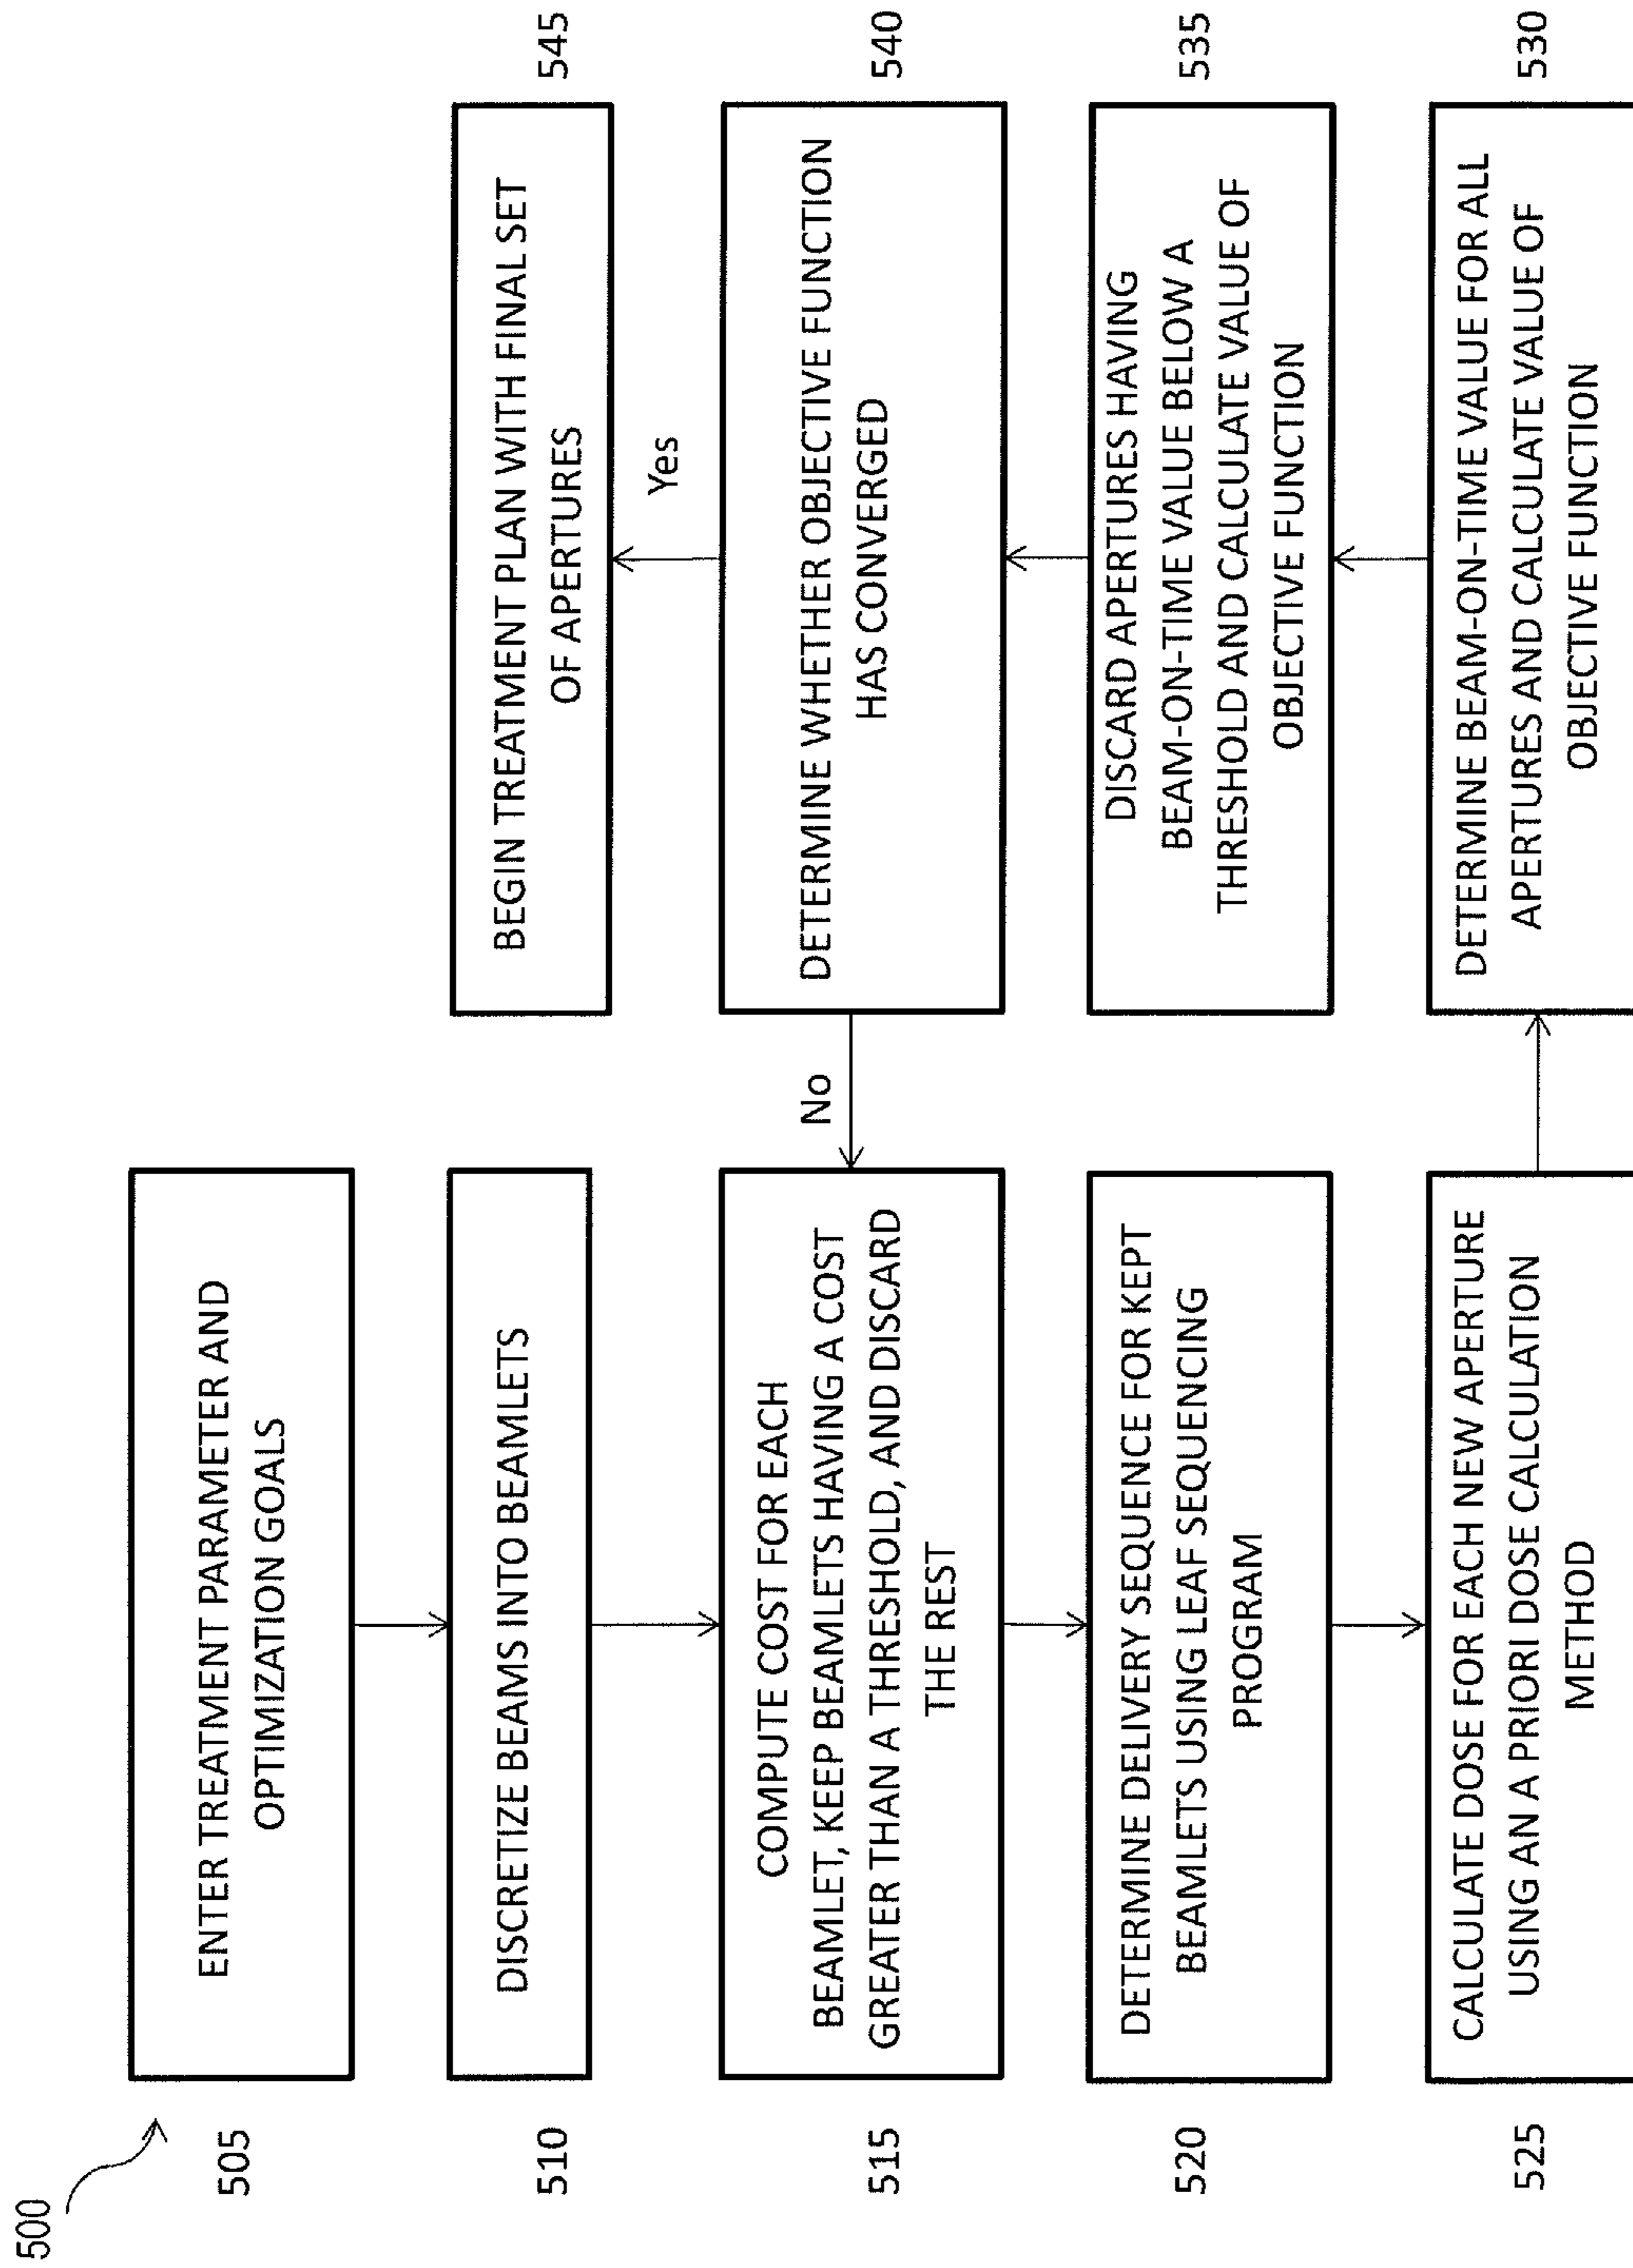 500
505
ENTER TREATMENT PARAMETER AND
OPTIMIZATION GOALS
510
DISCRETIZE BEAMS INTO BEAMLETS
515
COMPUTE COST FOR EACH
BEAMLET, KEEP BEAMLETS HAVING A COST
GREATER THAN A THRESHOLD, AND DISCARD
THE REST
520
DETERMINE DELIVERY SEQUENCE FOR KEPT
BEAMLETS USING LEAF SEQUENCING
PROGRAM
525
CALCULATE DOSE FOR EACH NEW APERTURE
USING AN A PRIORI DOSE CALCULATION
METHOD
530
DETERMINE BEAM-ON-TIME VALUE FOR ALL
APERTURES AND CALCULATE VALUE OF
OBJECTIVE FUNCTION
535
DISCARD APERTURES HAVING
BEAM-ON-TIME VALUE BELOW A
THRESHOLD AND CALCULATE VALUE OF
OBJECTIVE FUNCTION
540
DETERMINE WHETHER OBJECTIVE FUNCTION
HAS CONVERGED
No
Yes
545
BEGIN TREATMENT PLAN WITH FINAL SET
OF APERTURES